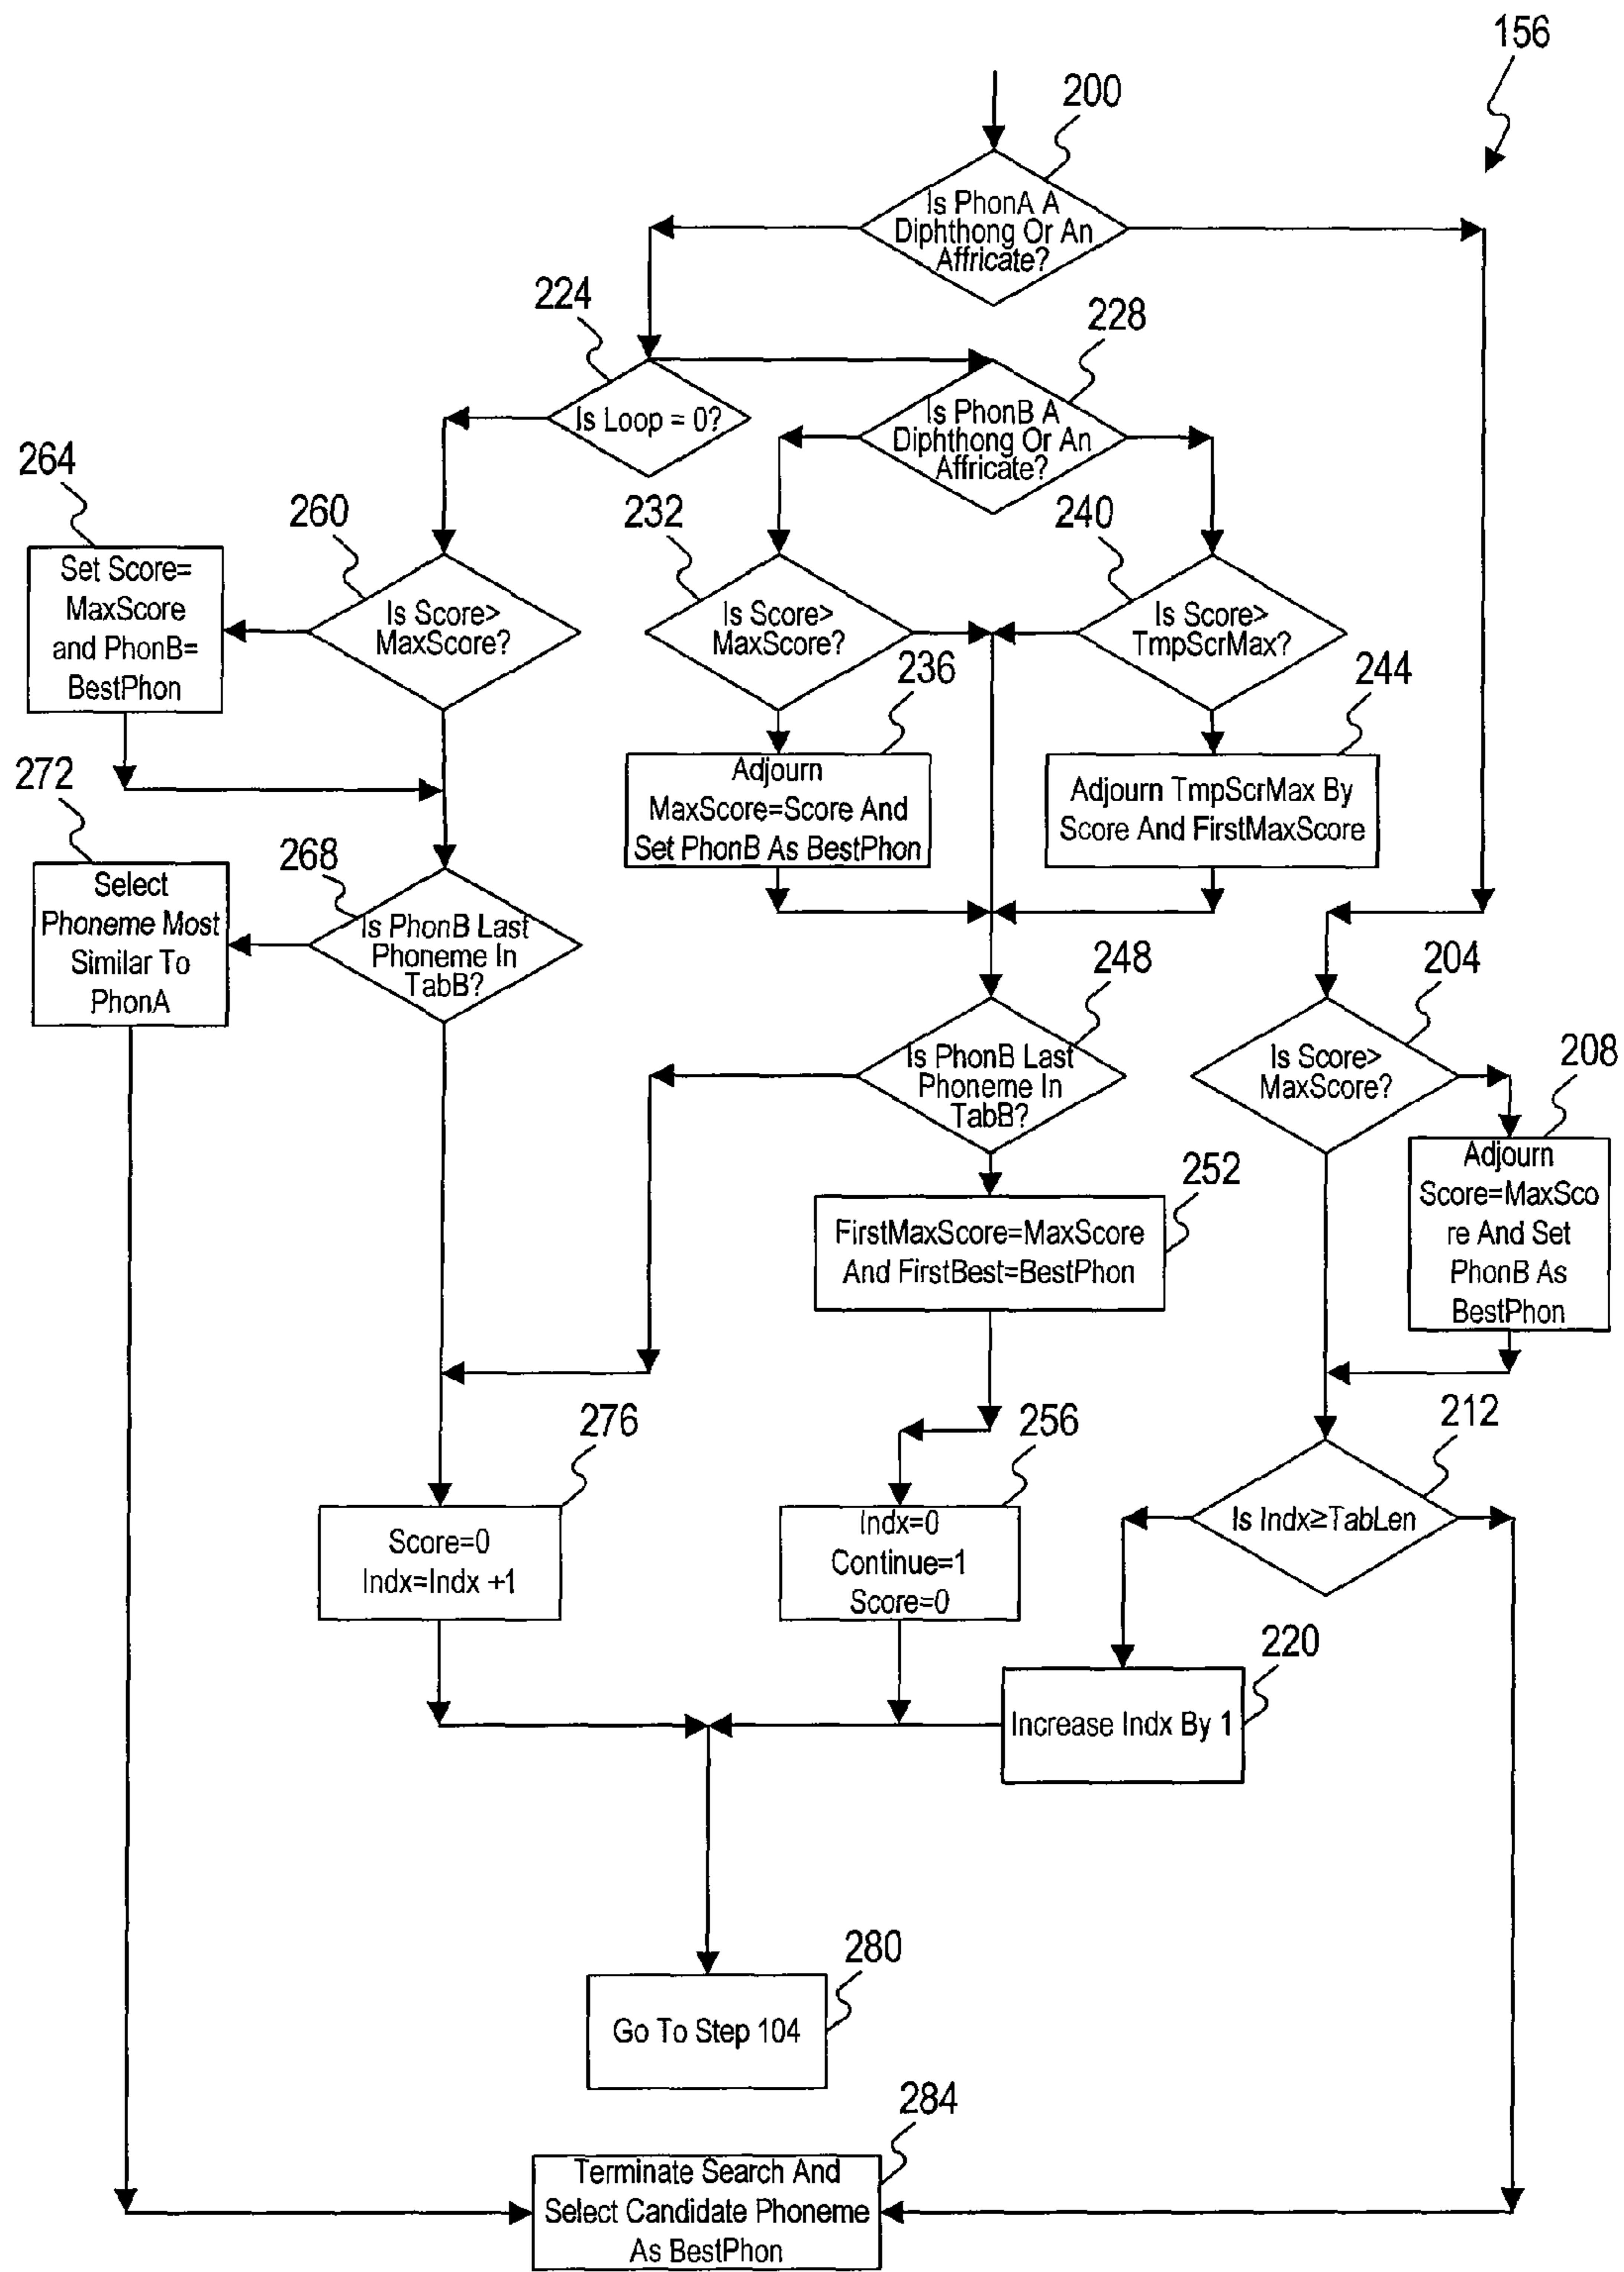 156
200
Is PhonA A
Diphthong Or An
Affricate?
224
Is Loop = 0?
228
Is PhonB A
Diphthong Or An
Affricate?
264
Set Score=
MaxScore
and PhonB=
BestPhon
260
Is Score>
MaxScore?
232
Is Score>
MaxScore?
240
Is Score>
TmpScrMax?
236
Adjourn
MaxScore=Score And
Set PhonB As BestPhon
244
Adjourn TmpScrMax By
Score And FirstMaxScore
272
Select
Phoneme Most
Similar To
PhonA
268
Is PhonB Last
Phoneme In
TabB?
248
Is PhonB Last
Phoneme In
TabB?
204
Is Score>
MaxScore?
208
Adjourn
Score=MaxSco
re And Set
PhonB As
BestPhon
252
FirstMaxScore=MaxScore
And FirstBest=BestPhon
276
Score=0
Indx=Indx +1
256
Indx=0
Continue=1
Score=0
212
Is Indx≥TabLen
220
Increase Indx By 1
280
Go To Step 104
284
Terminate Search And
Select Candidate Phoneme
As BestPhon